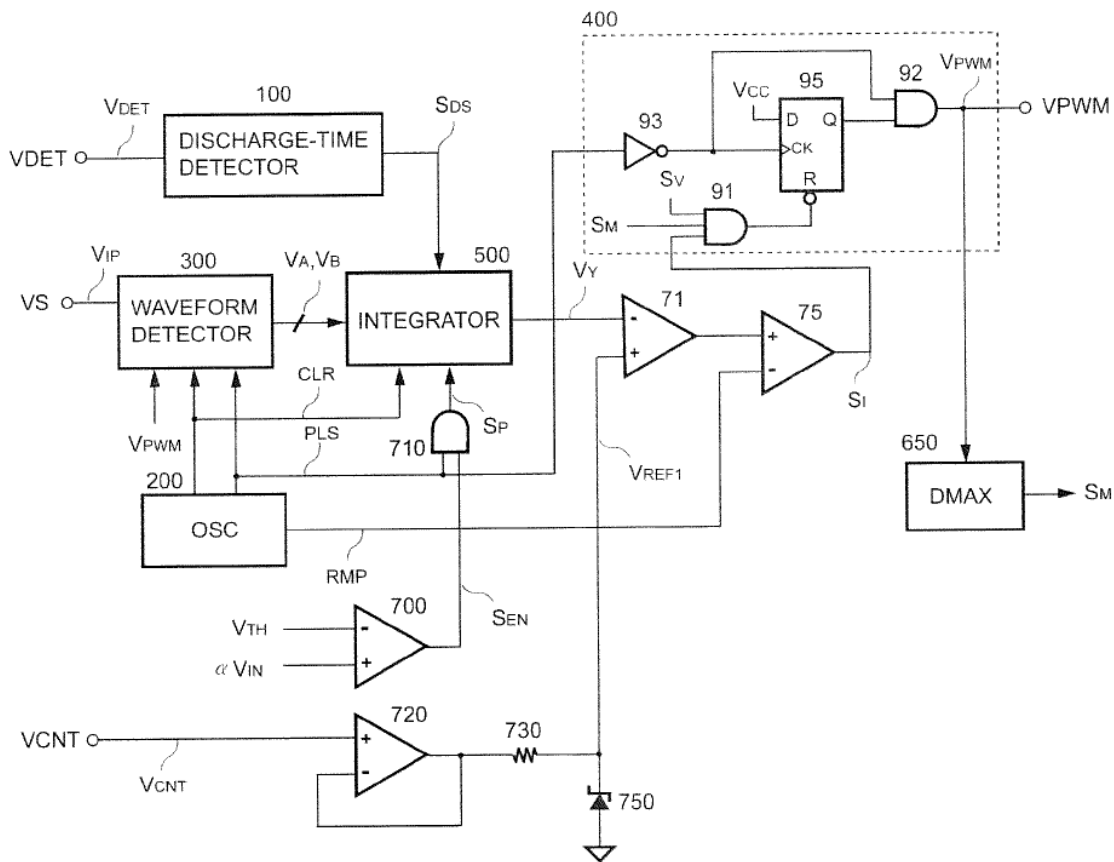 400
VDET
100
SDS
VDET
DISCHARGE-TIME
DETECTOR
VCC
95
92
VPWM
VPWM
D
Q
93
CK
R
SV
91
SM
VIP
VS
300
WAVEFORM
DETECTOR
VA,VB
500
INTEGRATOR
VY
71
-
+
75
+
-
SI
CLR
SP
VPWM
PLS
710
VREF1
650
DMAX
SM
200
OSC
RMP
SEN
700
VTH
-
α VIN
+
720
VCNT
+
-
VCNT
730
750